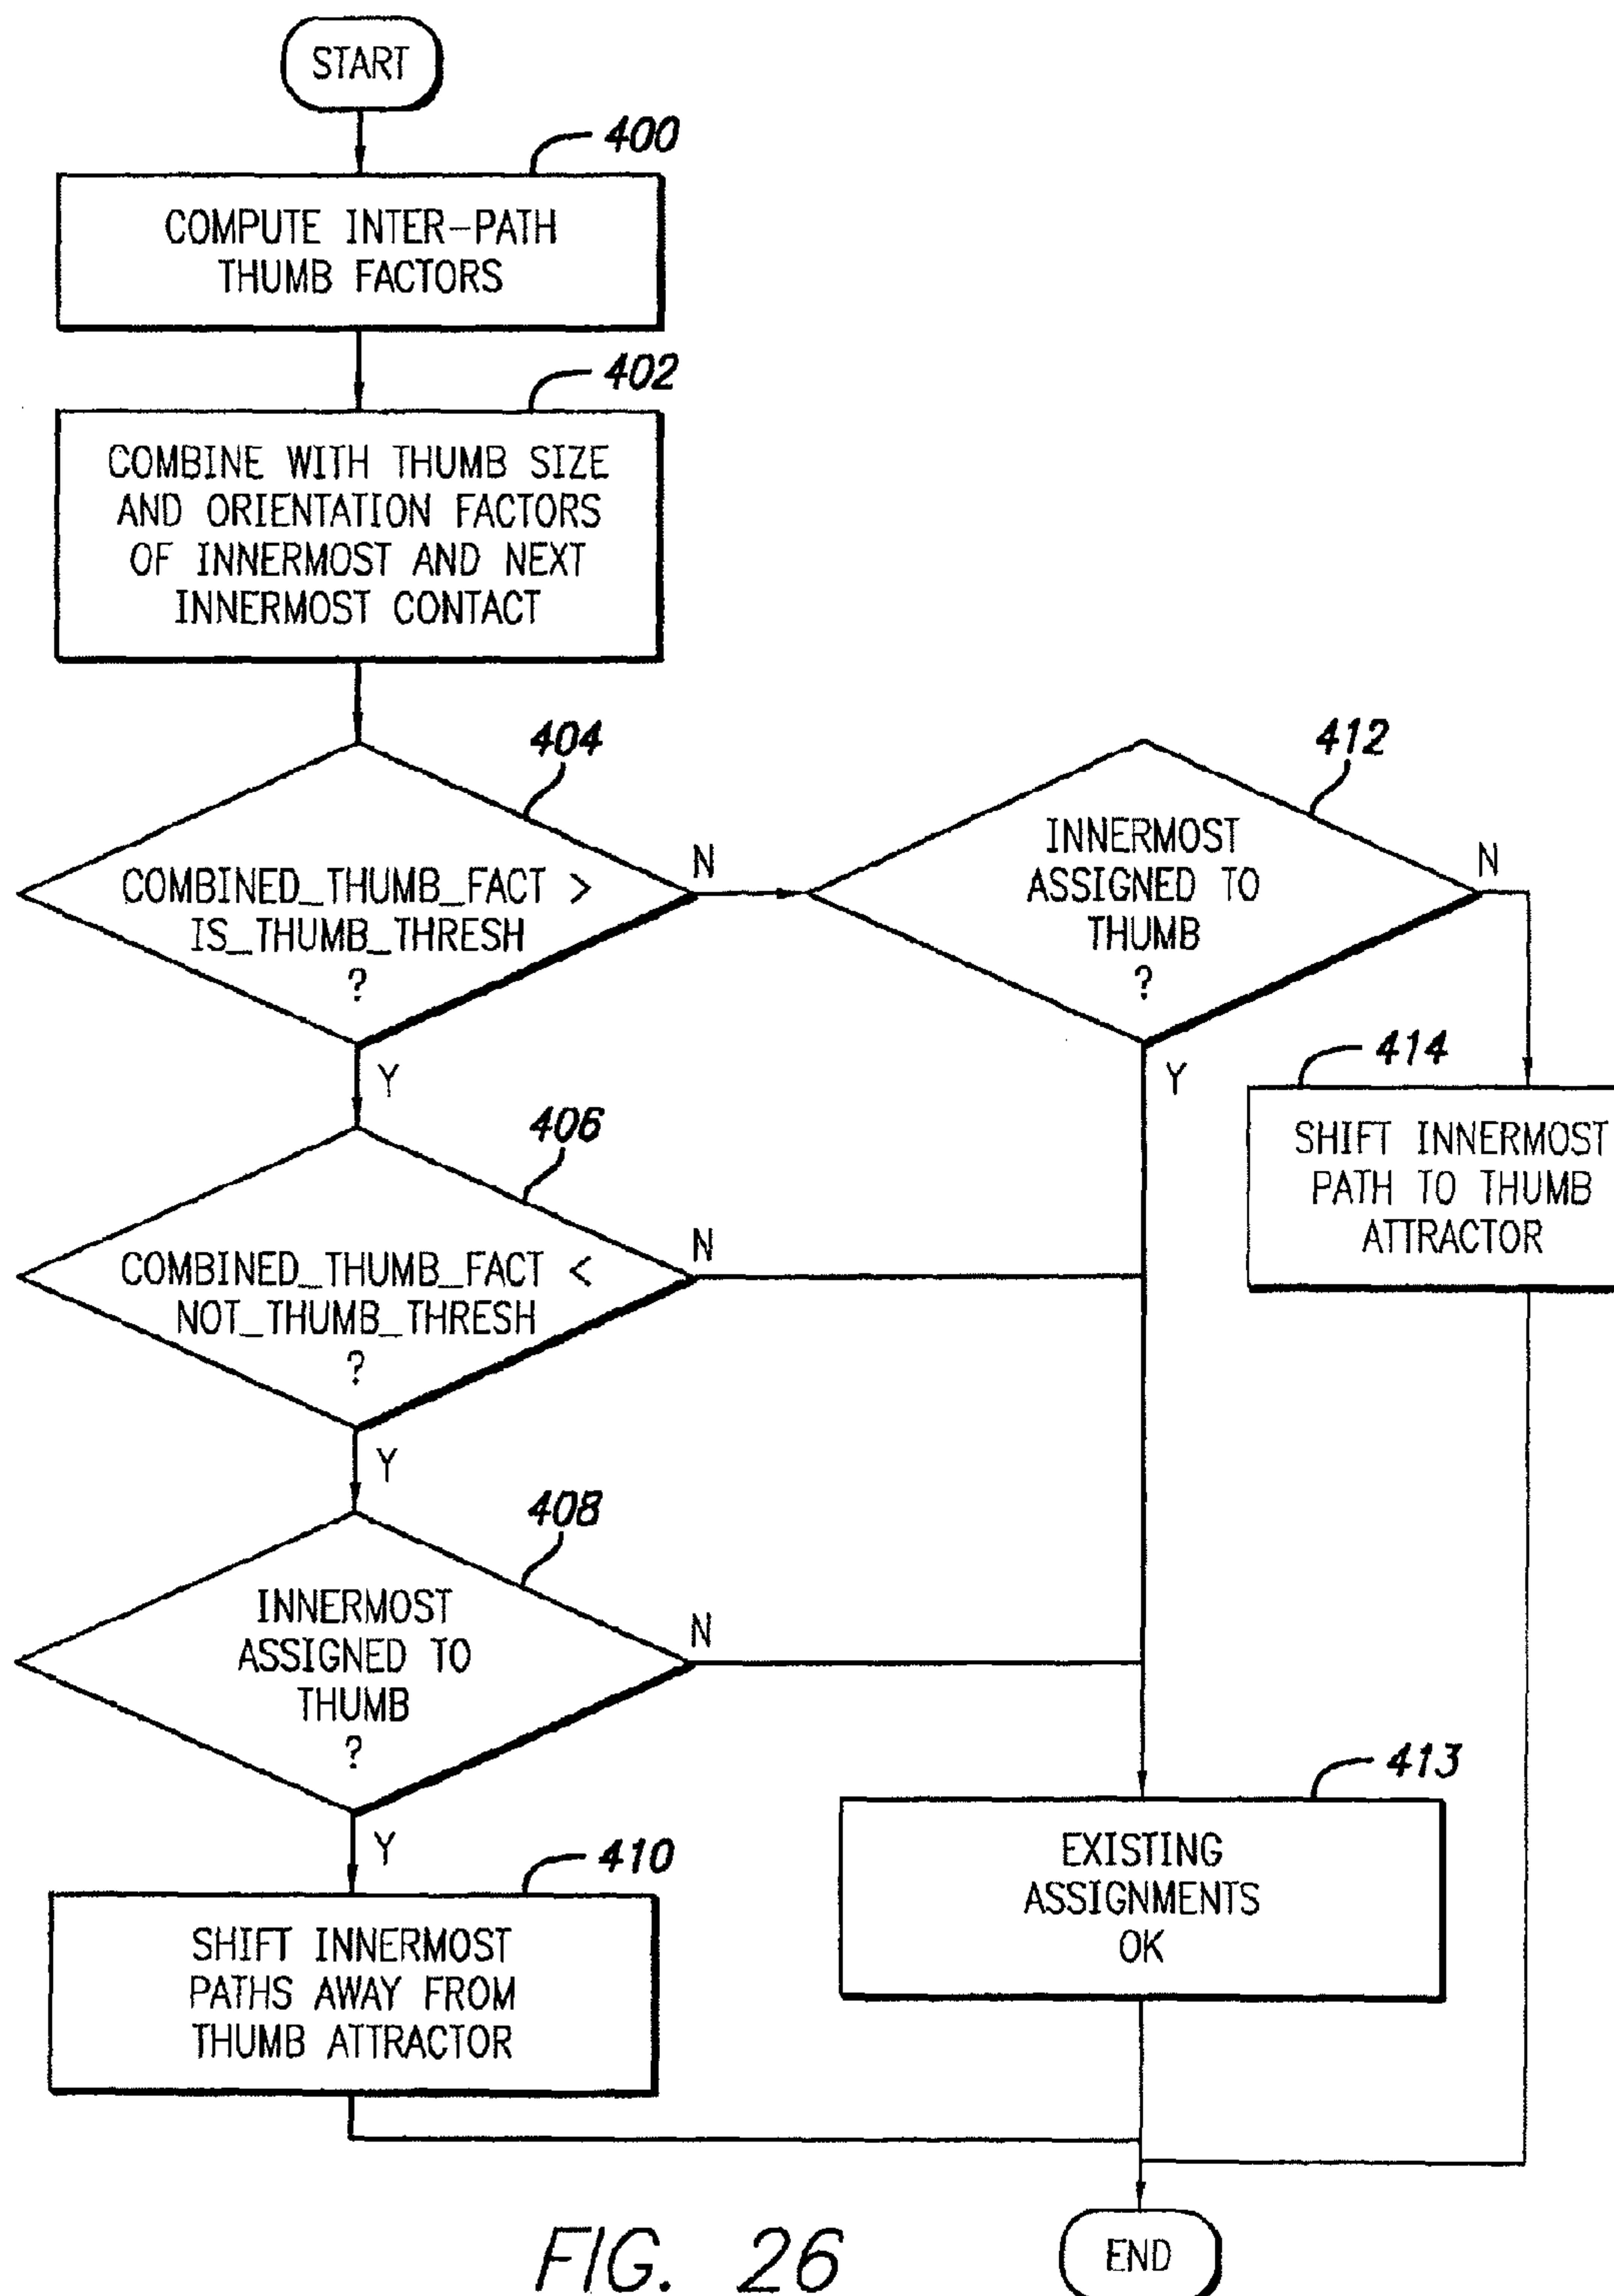 START
400
COMPUTE INTER-PATH
THUMB FACTORS
402
COMBINE WITH THUMB SIZE
AND ORIENTATION FACTORS
OF INNERMOST AND NEXT
INNERMOST CONTACT
404
COMBINED_THUMB_FACT >
IS_THUMB_THRESH
?
N
Y
412
INNERMOST
ASSIGNED TO
THUMB
?
N
Y
414
SHIFT INNERMOST
PATH TO THUMB
ATTRACTOR
406
COMBINED_THUMB_FACT <
NOT_THUMB_THRESH
?
N
Y
408
INNERMOST
ASSIGNED TO
THUMB
?
N
Y
410
SHIFT INNERMOST
PATHS AWAY FROM
THUMB ATTRACTOR
413
EXISTING
ASSIGNMENTS
OK
END
FIG. 26